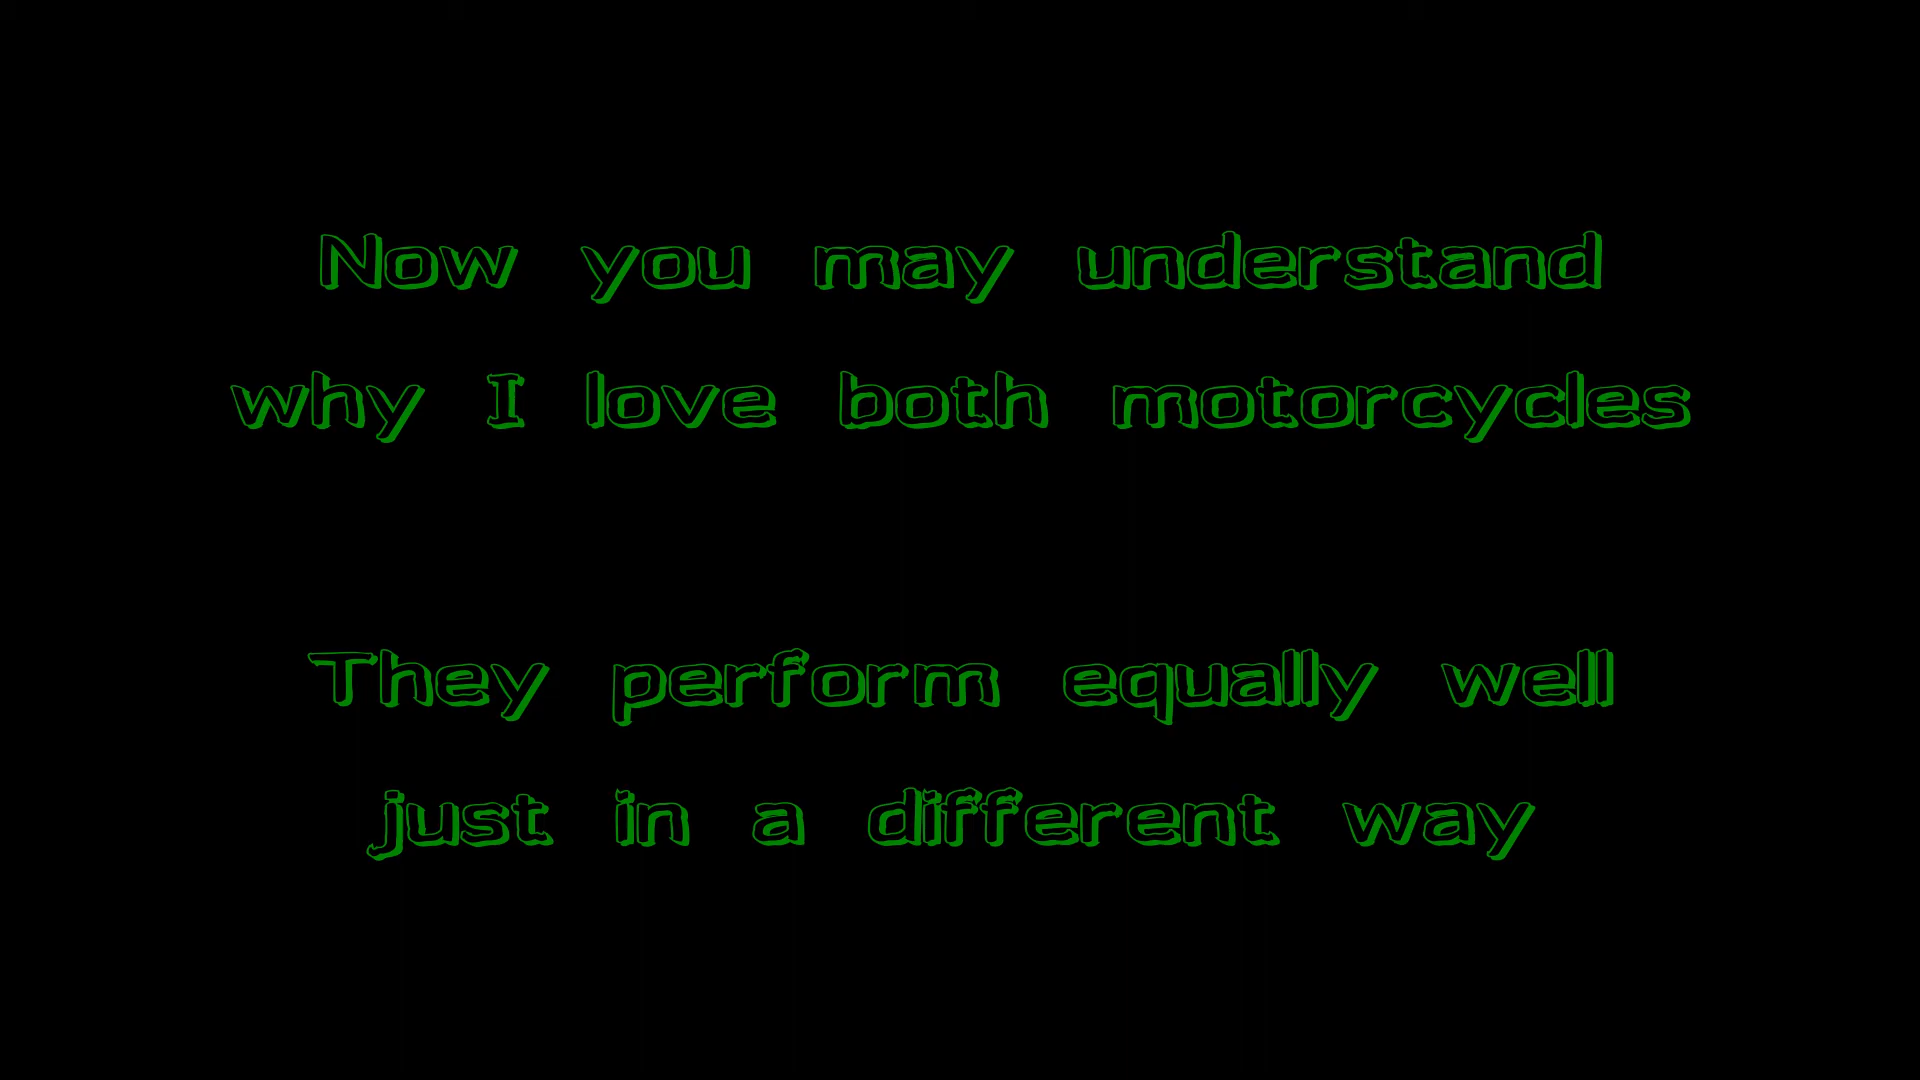 Now you may understand
why I love both motorcycles
They perform equally well
just in a different way